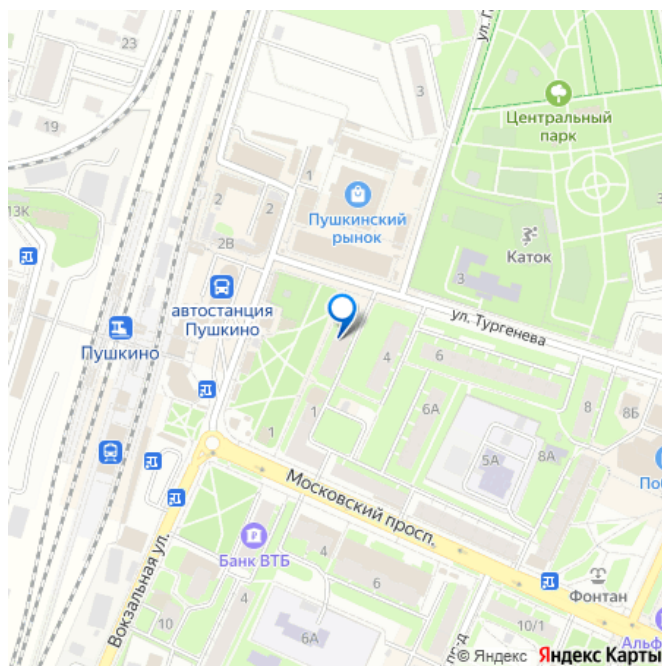 23
3
19
Центральный
парк
1
2
2
Пушкинский
рынок
13К
2В
Каток
3
автостанция
Пушкино
ул. Тургенева
Пушкино
4
6
1
6А
8
8Б
1
5А
8А
Московский просп.
Вокзальная ул.
Банк ВТБ
4
6
Фонтан
10
6А
10/1
© Яндекс Яндекс Карты